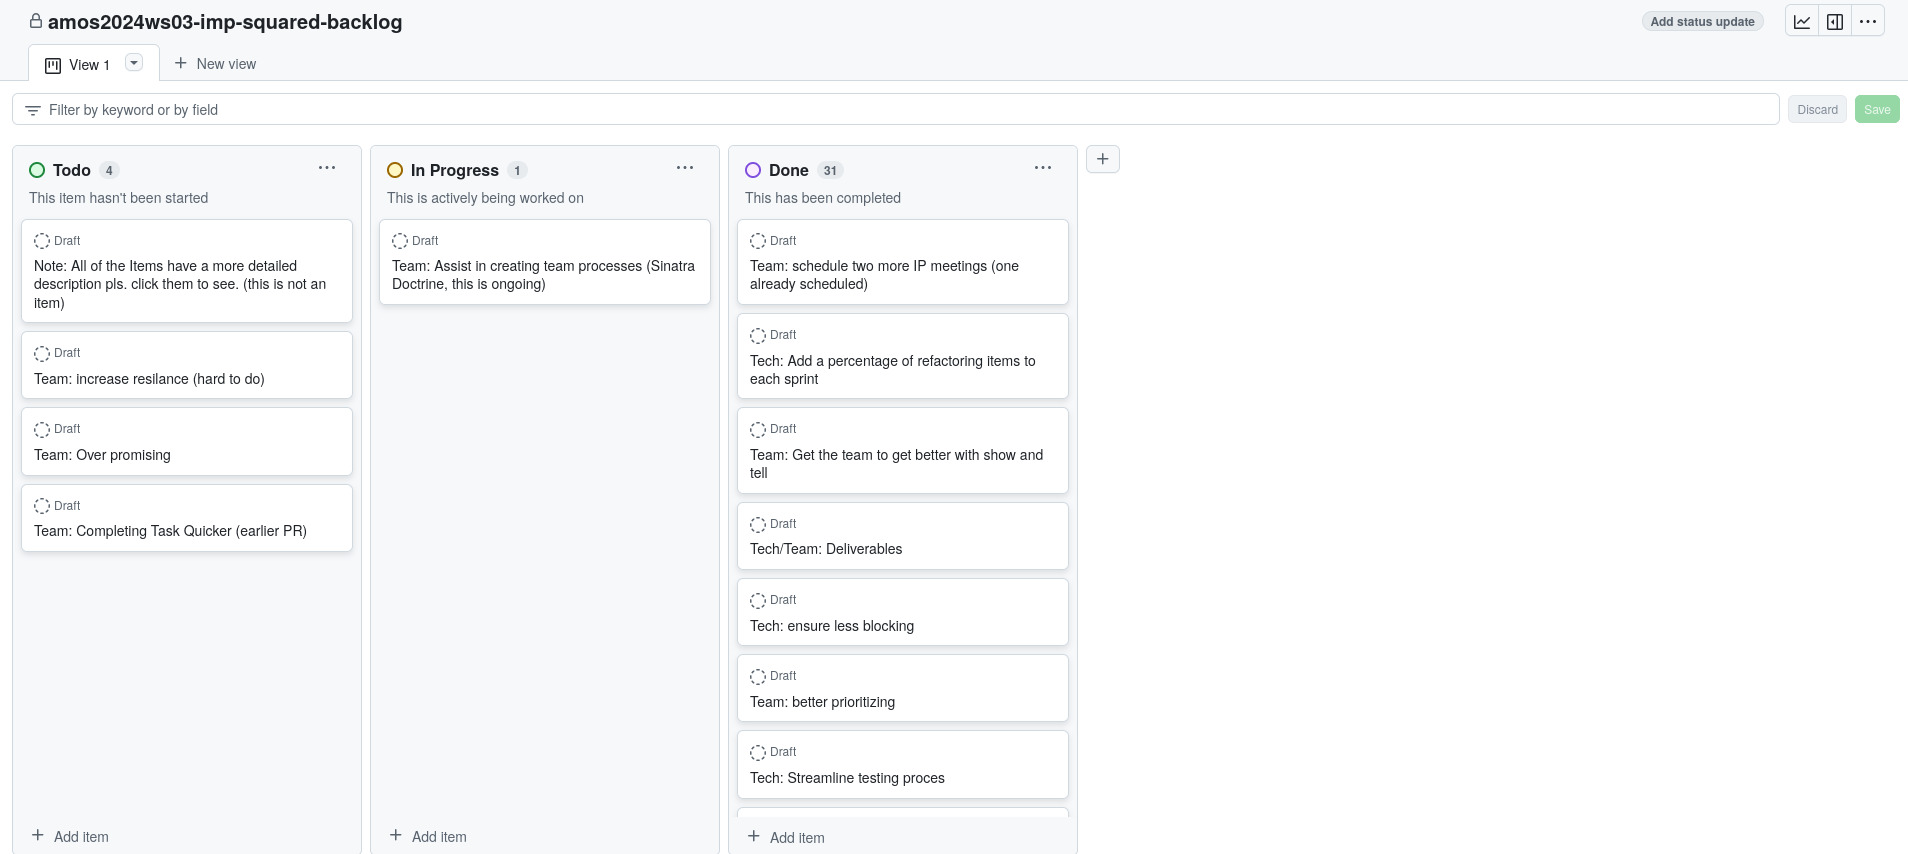 amos2024ws03-imp-squared-backlog
Add status update
View 1
New view
Filter by keyword or by field
Discard
Save
Todo 4
This item hasn't been started
Draft
Note: All of the Items have a more detailed
description pls. click them to see. (this is not an
item)
Draft
Team: increase resilance (hard to do)
Draft
Team: Over promising
Draft
Team: Completing Task Quicker (earlier PR)
Add item
In Progress 1
This is actively being worked on
Draft
Team: Assist in creating team processes (Sinatra
Doctrine, this is ongoing)
Add item
Done 31
This has been completed
Draft
Team: schedule two more IP meetings (one
already scheduled)
Draft
Tech: Add a percentage of refactoring items to
each sprint
Draft
Team: Get the team to get better with show and
tell
Draft
Tech/Team: Deliverables
Draft
Tech: ensure less blocking
Draft
Team: better prioritizing
Draft
Tech: Streamline testing proces
Add item